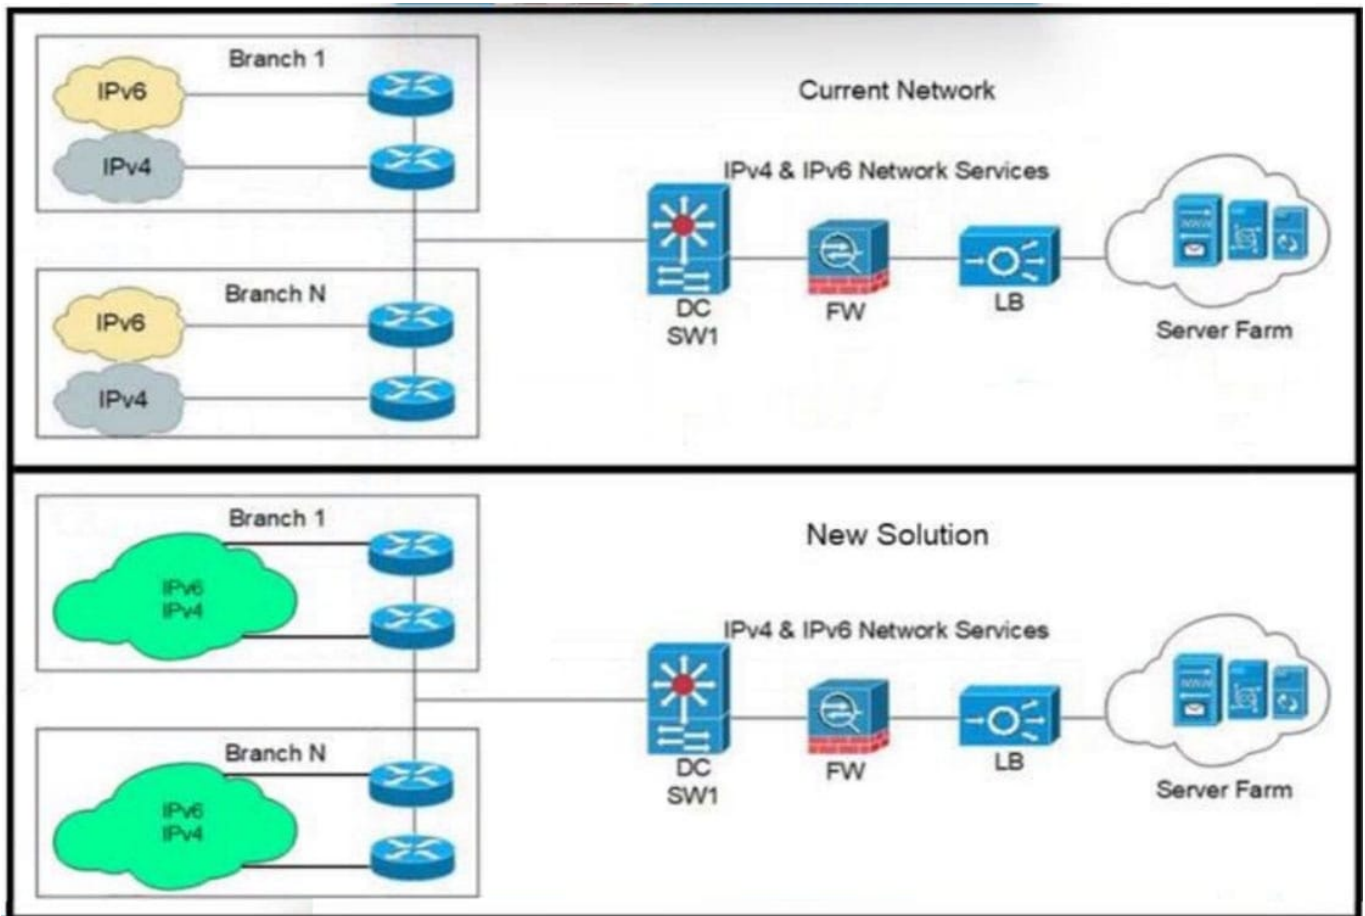 Branch 1
IPv6
IPv4
Current Network
IPv4 & IPv6 Network Services
DC
SW1
FW
LB
Server Farm
Branch N
IPv6
IPv4
Branch 1
IPv6
IPv4
New Solution
IPv4 & IPv6 Network Services
DC
SW1
FW
LB
Server Farm
Branch N
IPv6
IPv4